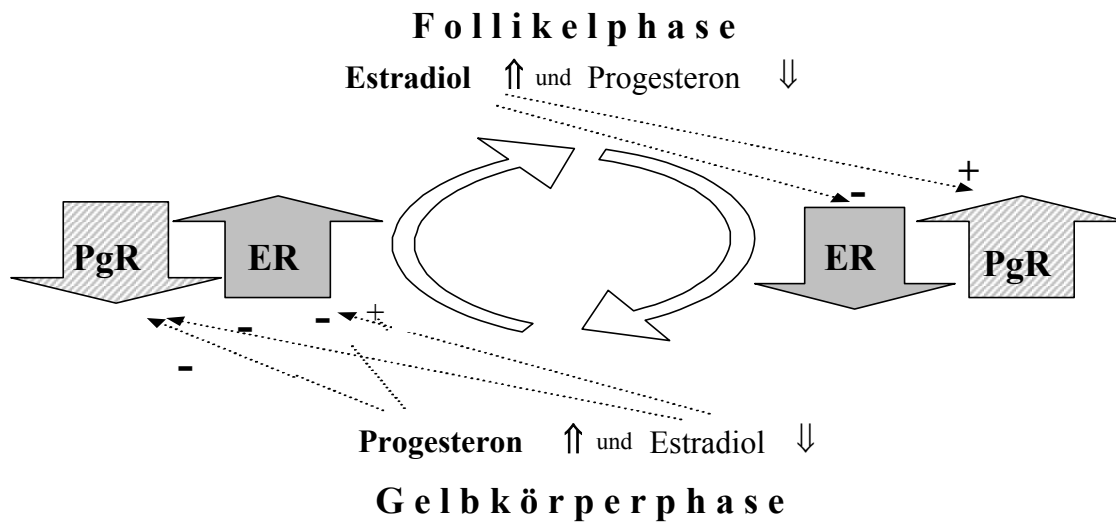 Follikelphase
Estradiol ⇑ und Progesteron ⇓
+
-
PgR ER ER PgR
- - +
-
Progesteron ⇑ und Estradiol ⇓
Gelbkörperphase